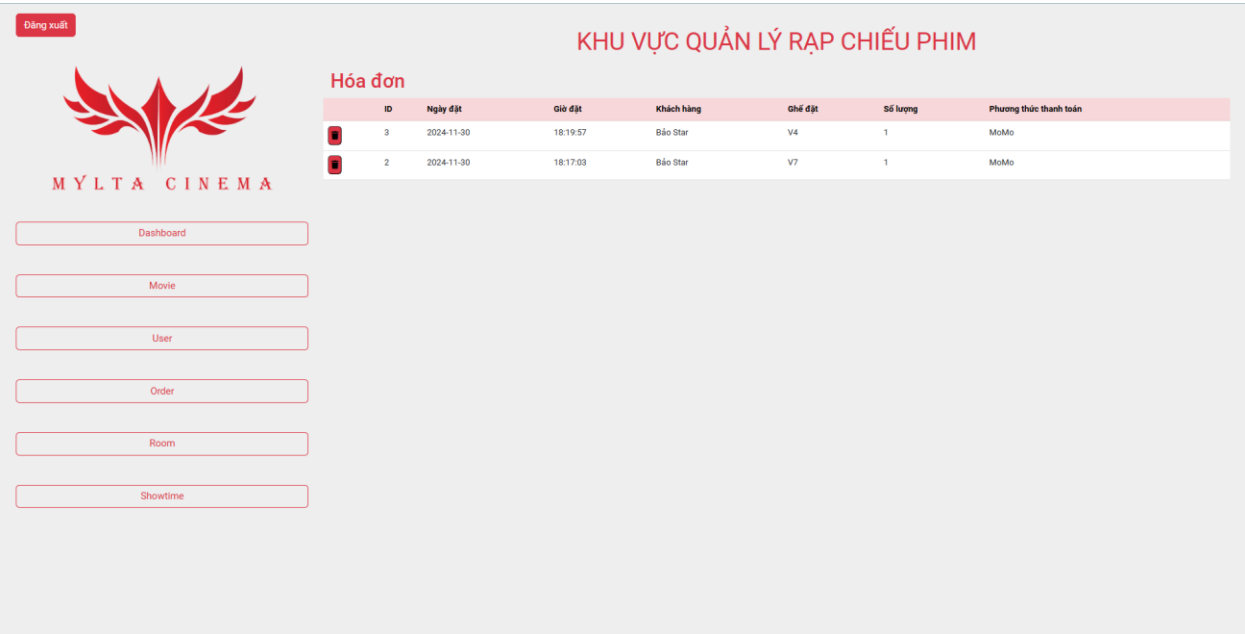 Đăng xuất
KHU VỰC QUẢN LÝ RẠP CHIẾU PHIM
MYLTA CINEMA
Hóa đơn
ID Ngày đặt Giờ đặt Khách hàng Ghế đặt Số lượng Phương thức thanh toán
3 2024-11-30 18:19:57 Bảo Star V4 1 MoMo
2 2024-11-30 18:17:03 Bảo Star V7 1 MoMo
Dashboard
Movie
User
Order
Room
Showtime